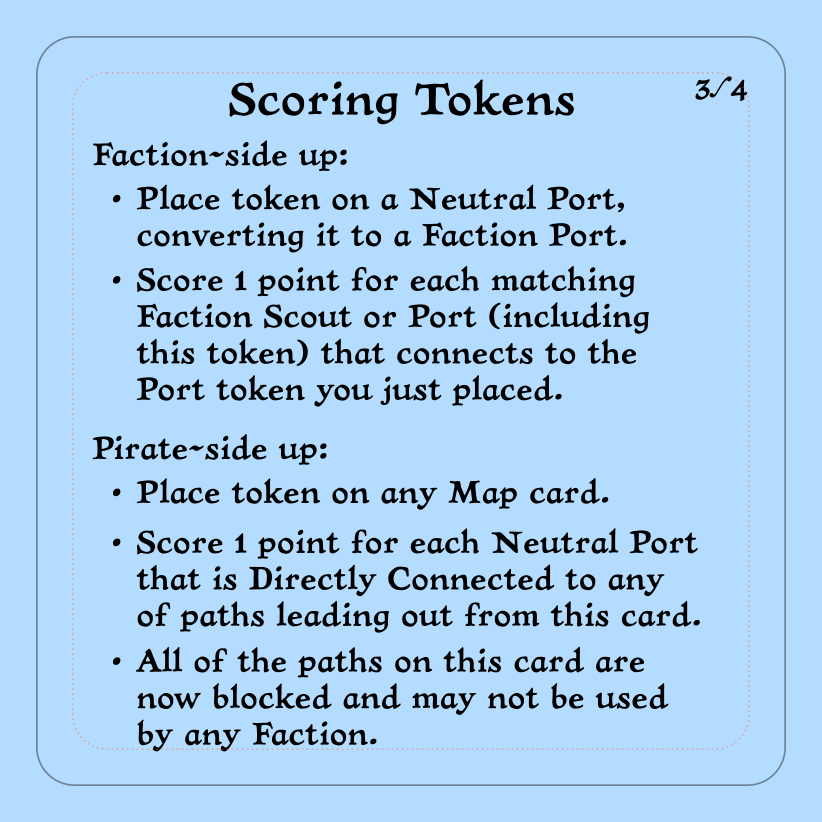 Scoring Tokens
3/4
Faction~side up:
• Place token on a Neutral Port,
converting it to a Faction Port.
• Score 1 point for each matching
Faction Scout or Port (including
this token) that connects to the
Port token you just placed.
Pirate~side up:
• Place token on any Map card.
• Score 1 point for each Neutral Port
that is Directly Connected to any
of paths leading out from this card.
• All of the paths on this card are
now blocked and may not be used
by any Faction.